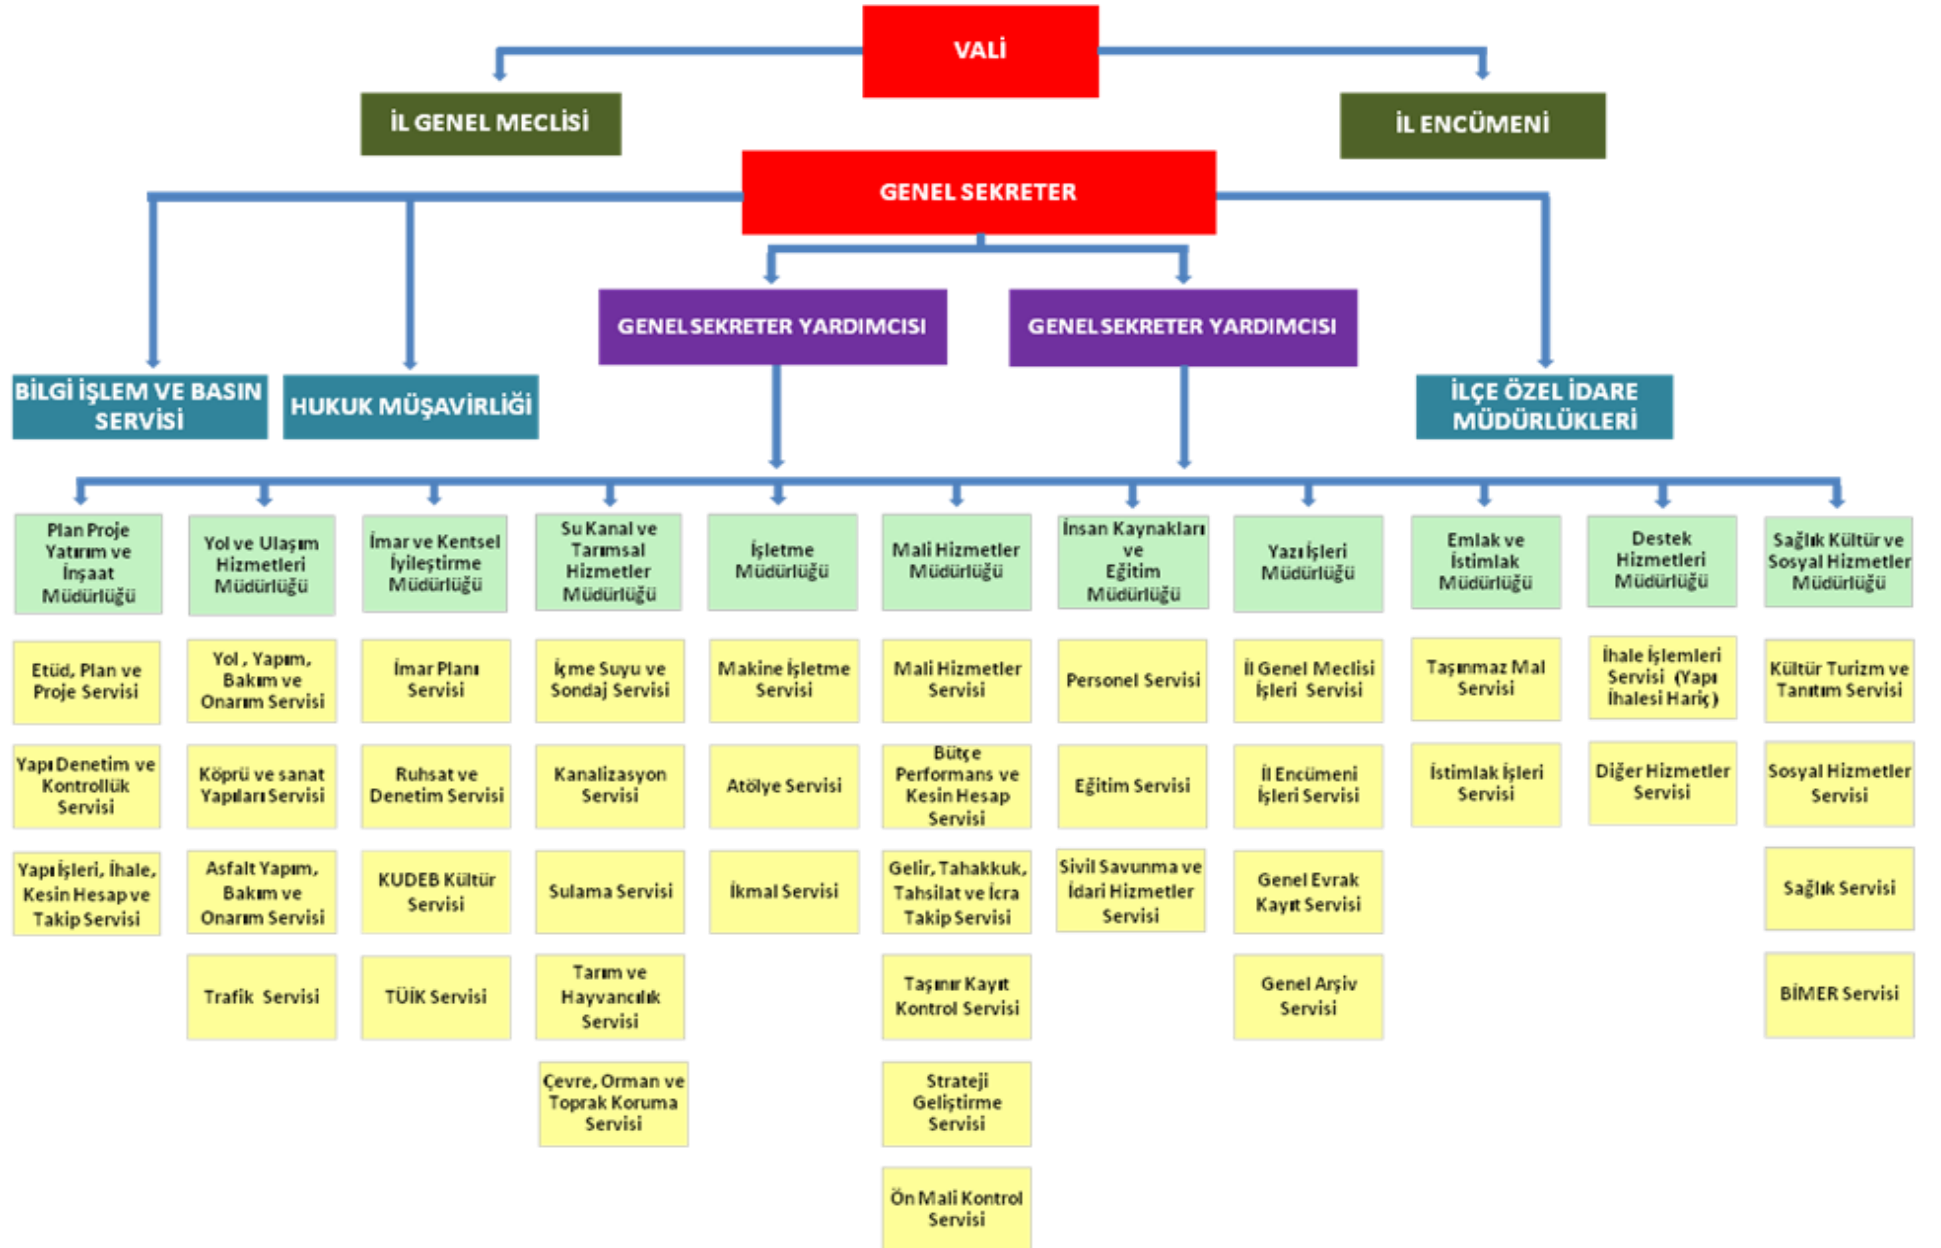 VALİ
İL GENEL MECLİSİ
İL ENCÜMENİ
GENEL SEKRETER
GENEL SEKRETER YARDIMCISI
GENEL SEKRETER YARDIMCISI
BİLGİ İŞLEM VE BASIN
SERVİSİ
HUKUK MÜŞAVİRLİĞİ
İLÇE ÖZEL İDARE
MÜDÜRLÜKLERİ
Plan Proje
Yatırım ve
İnşaat
Müdürlüğü
Yol ve Ulaşım
Hizmetleri
Müdürlüğü
İmar ve Kentsel
İyileştirme
Müdürlüğü
Su Kanal ve
Tarımsal
Hizmetler
Müdürlüğü
İşletme
Müdürlüğü
Mali Hizmetler
Müdürlüğü
İnsan Kaynakları
ve
Eğitim
Müdürlüğü
Yazı İşleri
Müdürlüğü
Emlak ve
İstimlak
Müdürlüğü
Destek
Hizmetleri
Müdürlüğü
Sağlık Kültür ve
Sosyal Hizmetler
Müdürlüğü
Etüd, Plan ve
Proje Servisi
Yol , Yapım,
Bakım ve
Onarım Servisi
İmar Planı
Servisi
İçme Suyu ve
Sondaj Servisi
Makine İşletme
Servisi
Mali Hizmetler
Servisi
Personel Servisi
İl Genel Meclisi
İşleri Servisi
Taşınmaz Mal
Servisi
İhale İşlemleri
Servisi (Yapı
İhalesi Hariç)
Kültür Turizm ve
Tanıtım Servisi
Yapı Denetim ve
Kontrollük
Servisi
Köprü ve sanat
Yapıları Servisi
Ruhsat ve
Denetim Servisi
Kanalizasyon
Servisi
Atölye Servisi
Bütçe
Performans ve
Kesin Hesap
Servisi
Eğitim Servisi
İl Encümeni
İşleri Servisi
İstimlak İşleri
Servisi
Diğer Hizmetler
Servisi
Sosyal Hizmetler
Servisi
Yapı İşleri, İhale,
Kesin Hesap ve
Takip Servisi
Asfalt Yapım,
Bakım ve
Onarım Servisi
KUDEB Kültür
Servisi
Sulama Servisi
İkmal Servisi
Gelir, Tahakkuk,
Tahsilat ve İcra
Takip Servisi
Sivil Savunma ve
İdari Hizmetler
Servisi
Genel Evrak
Kayıt Servisi
Sağlık Servisi
Trafik Servisi
TÜİK Servisi
Tarım ve
Hayvancılık
Servisi
Taşınır Kayıt
Kontrol Servisi
Genel Arşiv
Servisi
BİMER Servisi
Çevre, Orman ve
Toprak Koruma
Servisi
Strateji
Geliştirme
Servisi
Ön Mali Kontrol
Servisi